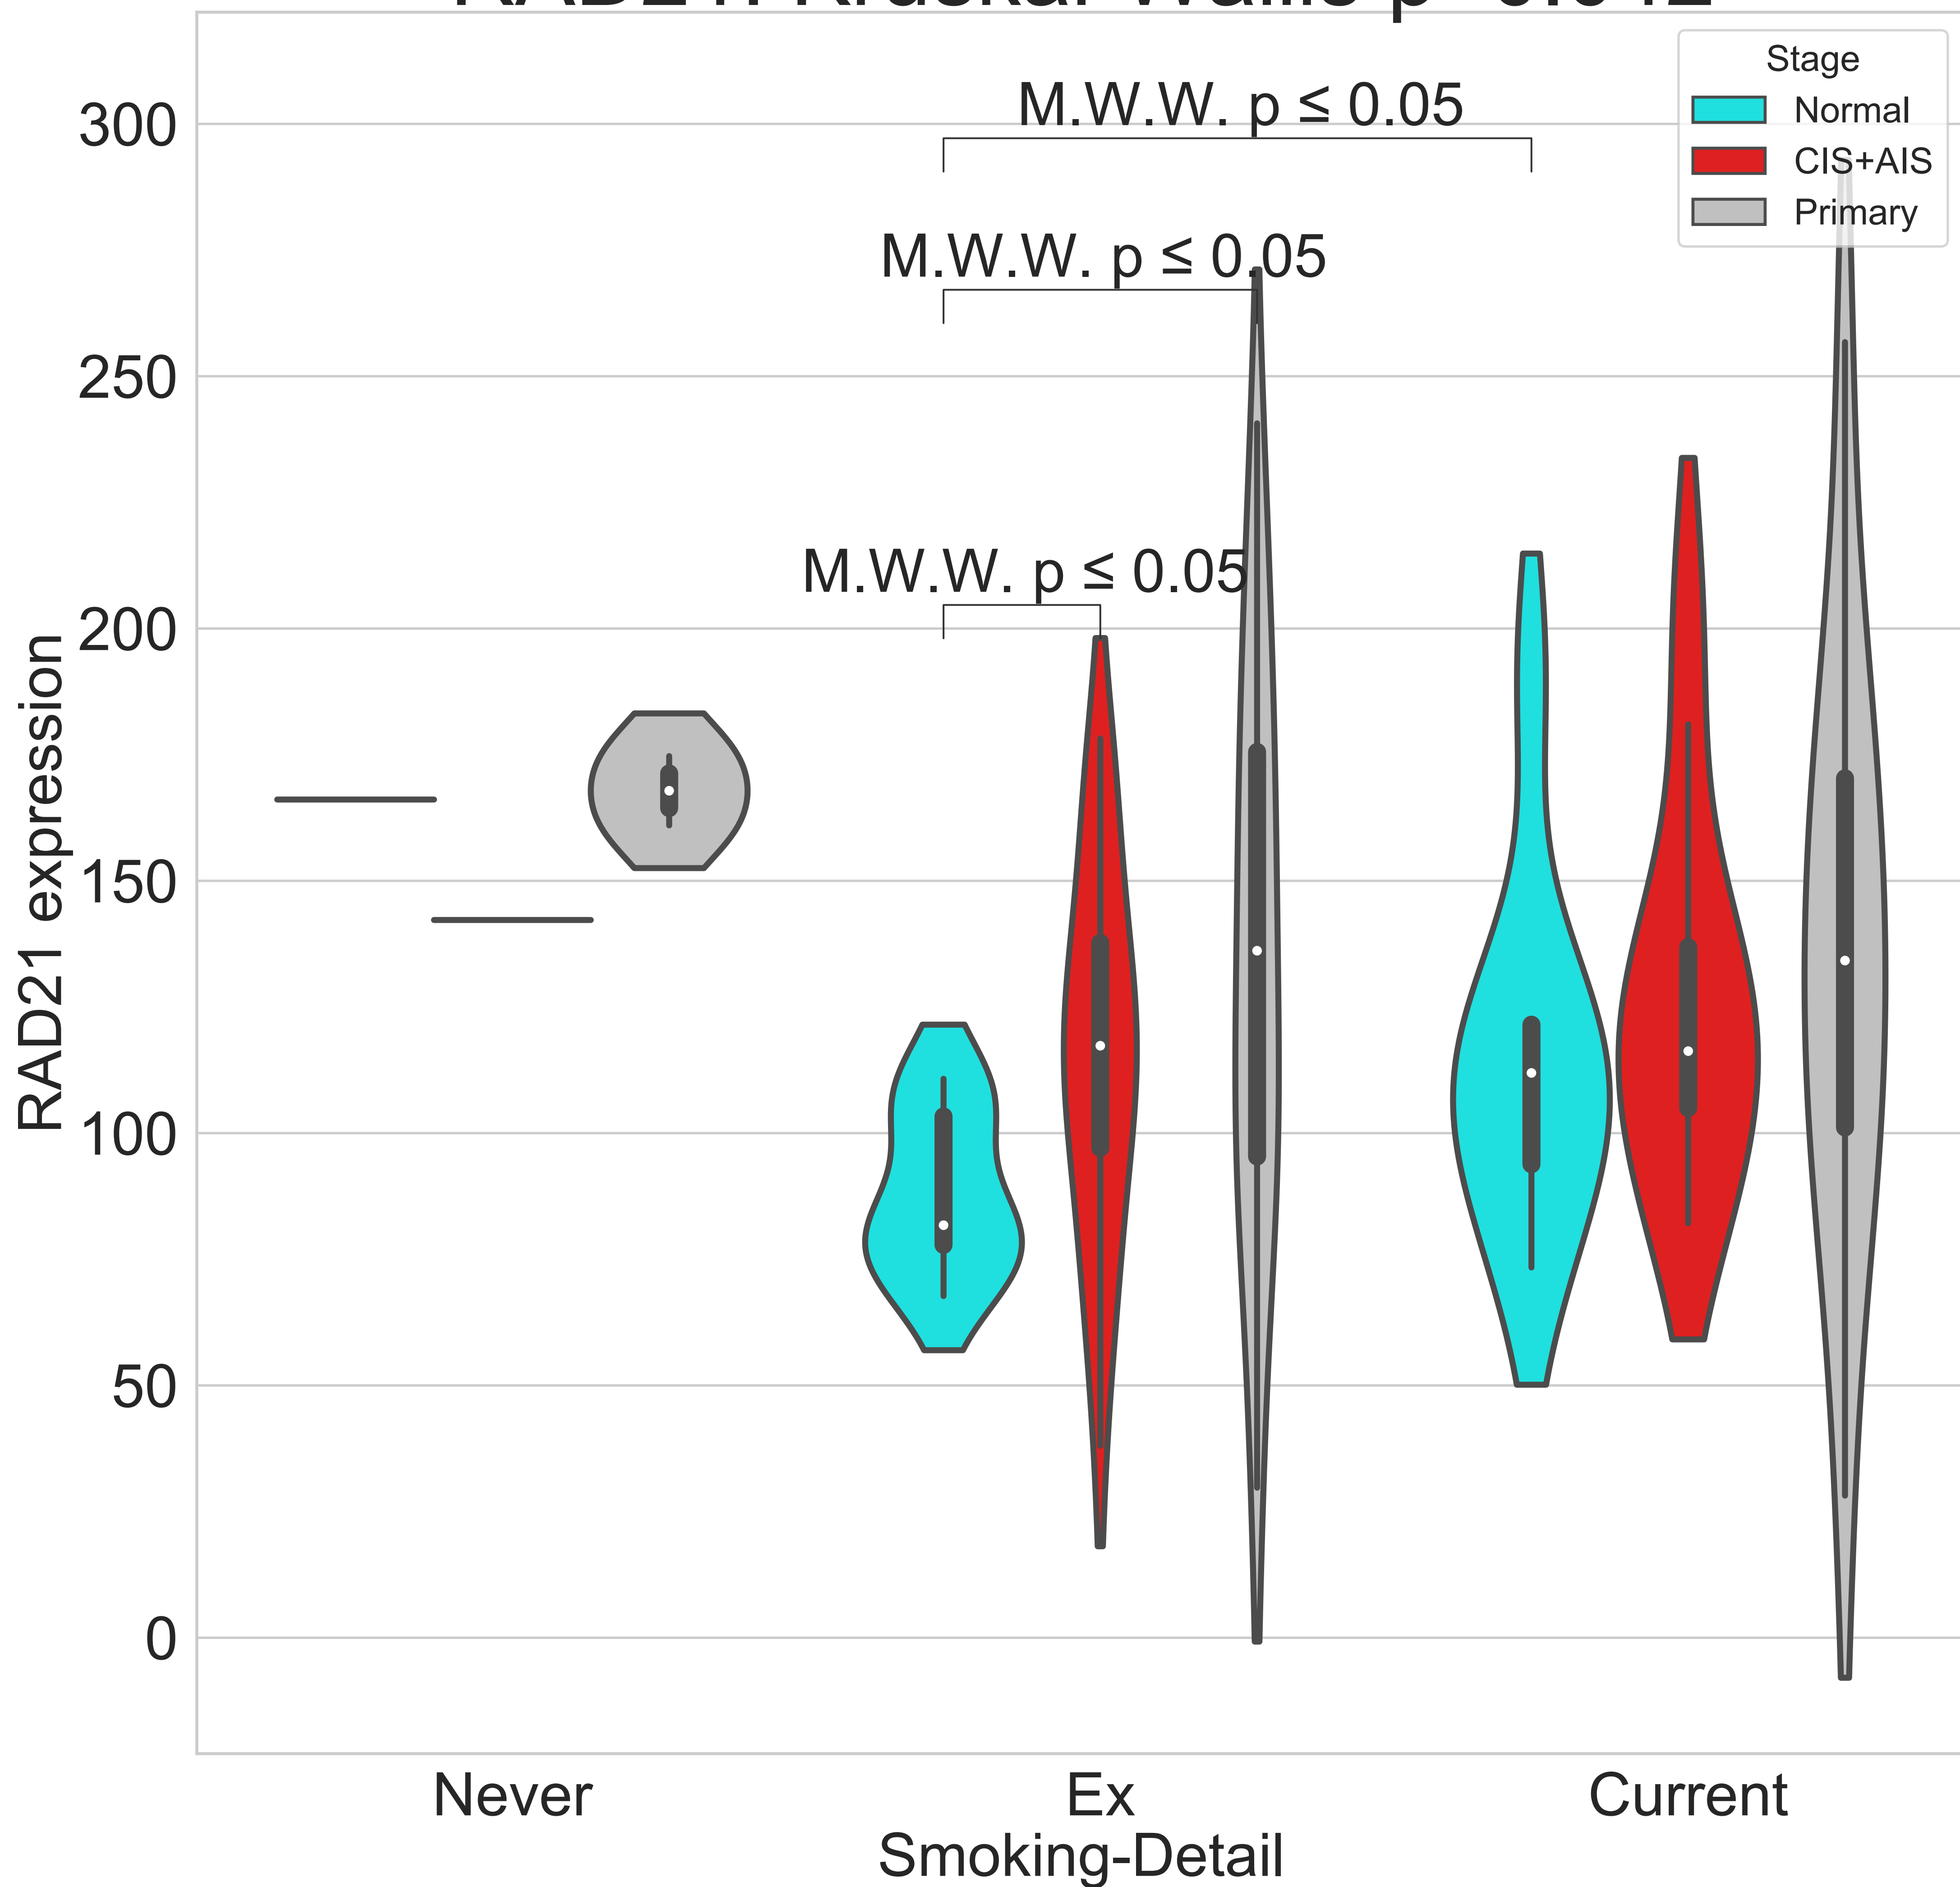 Stage
Normal
CIS+AIS
Primary
M.W.W. p ≤ 0.05
M.W.W. p ≤ 0.05
M.W.W. p ≤ 0.05
300
250
200
150
100
50
0
RAD21 expression
Never
Ex
Current
Smoking-Detail